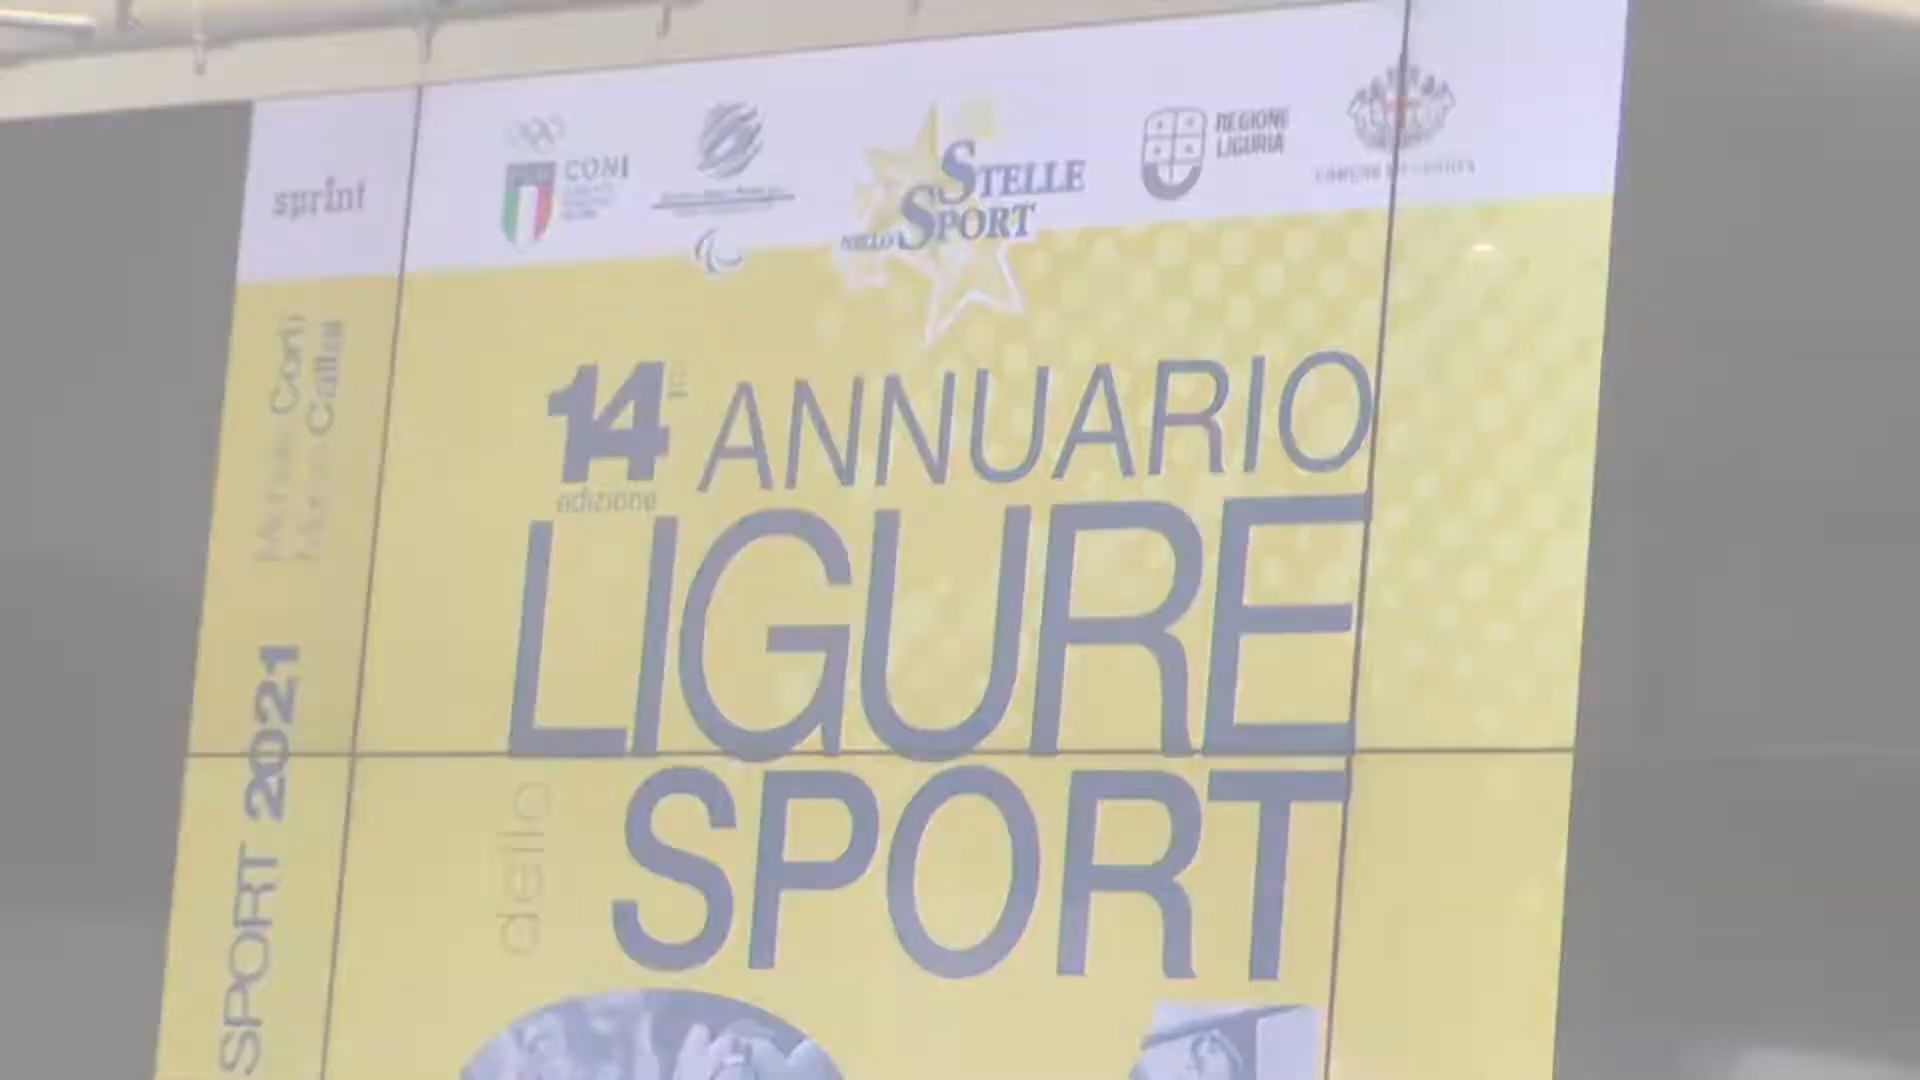 sprint
CONI
STELLE
NELLO SPORT
REGIONE
LIGURIA
14
edizione
ANNUARIO
LIGURE
dello
SPORT
SPORT 2021